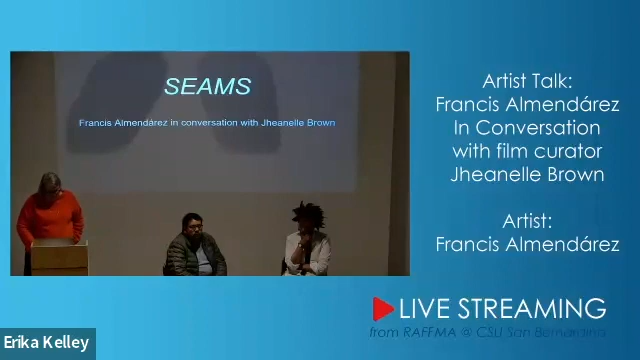 SEAMS
Francis Almendárez in conversation with Jheanelle Brown
Artist Talk:
Francis Almendárez
In Conversation
with film curator
Jheanelle Brown
Artist:
Francis Almendárez
LIVE STREAMING
from RAFFMA @ CSU San Bernardino
Erika Kelley